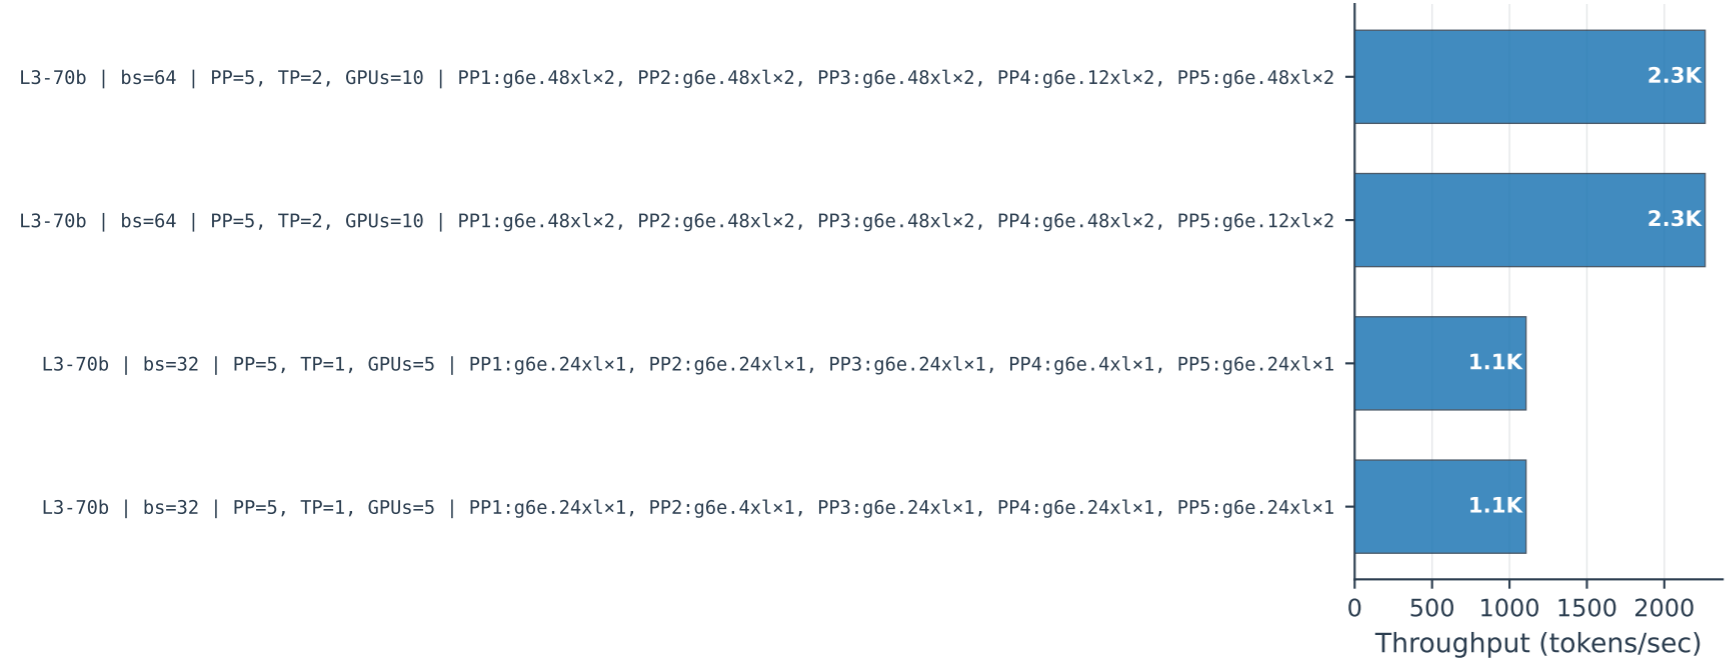 L3-70b | bs=64 | PP=5, TP=2, GPUs=10 | PP1:g6e.48xl×2, PP2:g6e.48xl×2, PP3:g6e.48xl×2, PP4:g6e.12xl×2, PP5:g6e.48xl×2
2.3K
L3-70b | bs=64 | PP=5, TP=2, GPUs=10 | PP1:g6e.48xl×2, PP2:g6e.48xl×2, PP3:g6e.48xl×2, PP4:g6e.48xl×2, PP5:g6e.12xl×2
2.3K
L3-70b | bs=32 | PP=5, TP=1, GPUs=5 | PP1:g6e.24xl×1, PP2:g6e.24xl×1, PP3:g6e.24xl×1, PP4:g6e.4xl×1, PP5:g6e.24xl×1
1.1K
L3-70b | bs=32 | PP=5, TP=1, GPUs=5 | PP1:g6e.24xl×1, PP2:g6e.4xl×1, PP3:g6e.24xl×1, PP4:g6e.24xl×1, PP5:g6e.24xl×1
1.1K
0 500 1000 1500 2000
Throughput (tokens/sec)